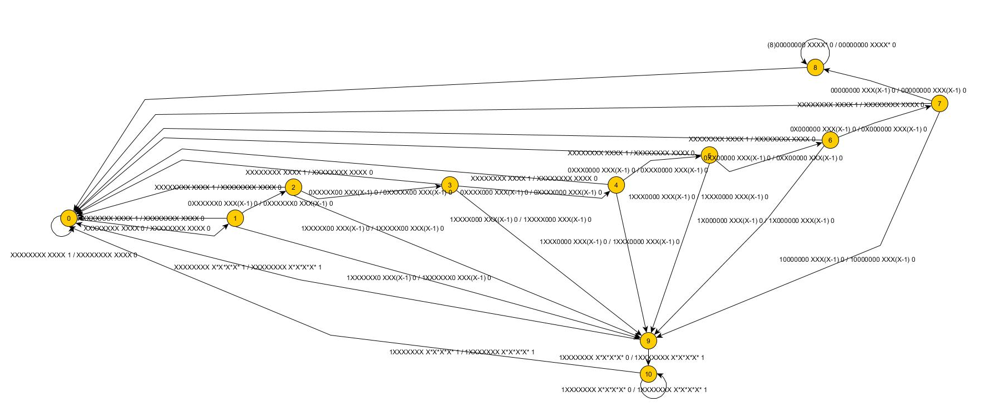 (8)00000000 XXXX* 0 / 00000000 XXXX* 0
8
00000000 XXX(X-1) 0 / 00000000 XXX(X-1) 0
7
XXXXXXXX XXXX 1 / XXXXXXXX XXXX 0
0X000000 XXX(X-1) 0 / 0X000000 XXX(X-1) 0
XXXXXXXX XXXX 1 / XXXXXXXX XXXX 0
6
XXXXXXXX XXXX 1 / XXXXXXXX XXXX 0
5
0XX00000 XXX(X-1) 0 / 0XX00000 XXX(X-1) 0
0XXX0000 XXX(X-1) 0 / 0XXX0000 XXX(X-1) 0
XXXXXXXX XXXX 1 / XXXXXXXX XXXX 0
XXXXXXXX XXXX 1 / XXXXXXXX XXXX 0
4
3
XXXXXXXX XXXX 1 / XXXXXXXX XXXX 0
2
0XXXXX00 XXX(X-1) 0 / 0XXXXX00 XXX(X-1) 0
0XXXX000 XXX(X-1) 0 / 0XXXX000 XXX(X-1) 0
1XXX0000 XXX(X-1) 0 / 1XXX0000 XXX(X-1) 0
0XXXXXX0 XXX(X-1) 0 / 0XXXXXX0 XXX(X-1) 0
0
XXXXXXXX XXXX 1 / XXXXXXXX XXXX 0
1
1XXXX000 XXX(X-1) 0 / 1XXXX000 XXX(X-1) 0
1X000000 XXX(X-1) 0 / 1X000000 XXX(X-1) 0
XXXXXXXX XXXX 0 / XXXXXXXX XXXX 0
1XXXXX00 XXX(X-1) 0 / 1XXXXX00 XXX(X-1) 0
1XXX0000 XXX(X-1) 0 / 1XXX0000 XXX(X-1) 0
XXXXXXXX XXXX 1 / XXXXXXXX XXXX 0
10000000 XXX(X-1) 0 / 10000000 XXX(X-1) 0
XXXXXXXX X*X*X*X* 1 / XXXXXXXX X*X*X*X* 1
1XXXXXX0 XXX(X-1) 0 / 1XXXXXX0 XXX(X-1) 0
9
1XXXXXXX X*X*X*X* 1 / 1XXXXXXX X*X*X*X* 1
1XXXXXXX X*X*X*X* 0 / 1XXXXXXX X*X*X*X* 1
10
1XXXXXXX X*X*X*X* 0 / 1XXXXXXX X*X*X*X* 1